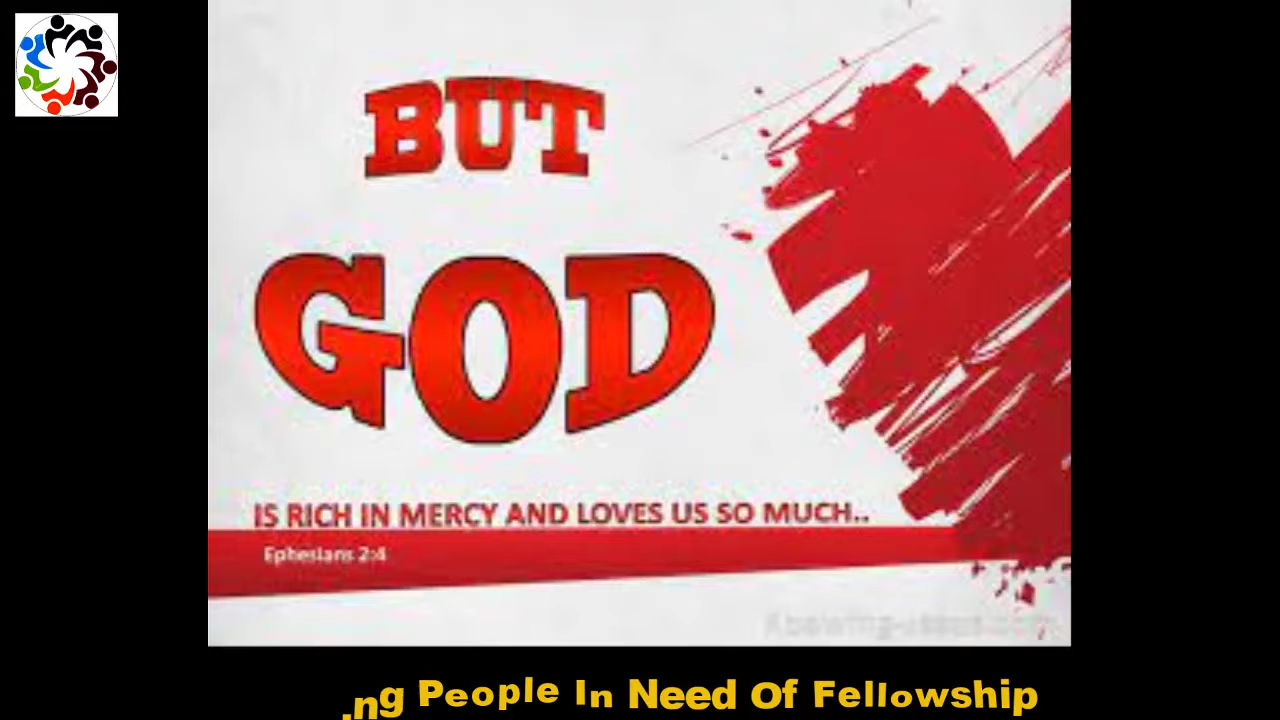 BUT
GOD
IS RICH IN MERCY AND LOVES US SO MUCH..
Ephesians 2:4
ng People In Need Of Fellowship